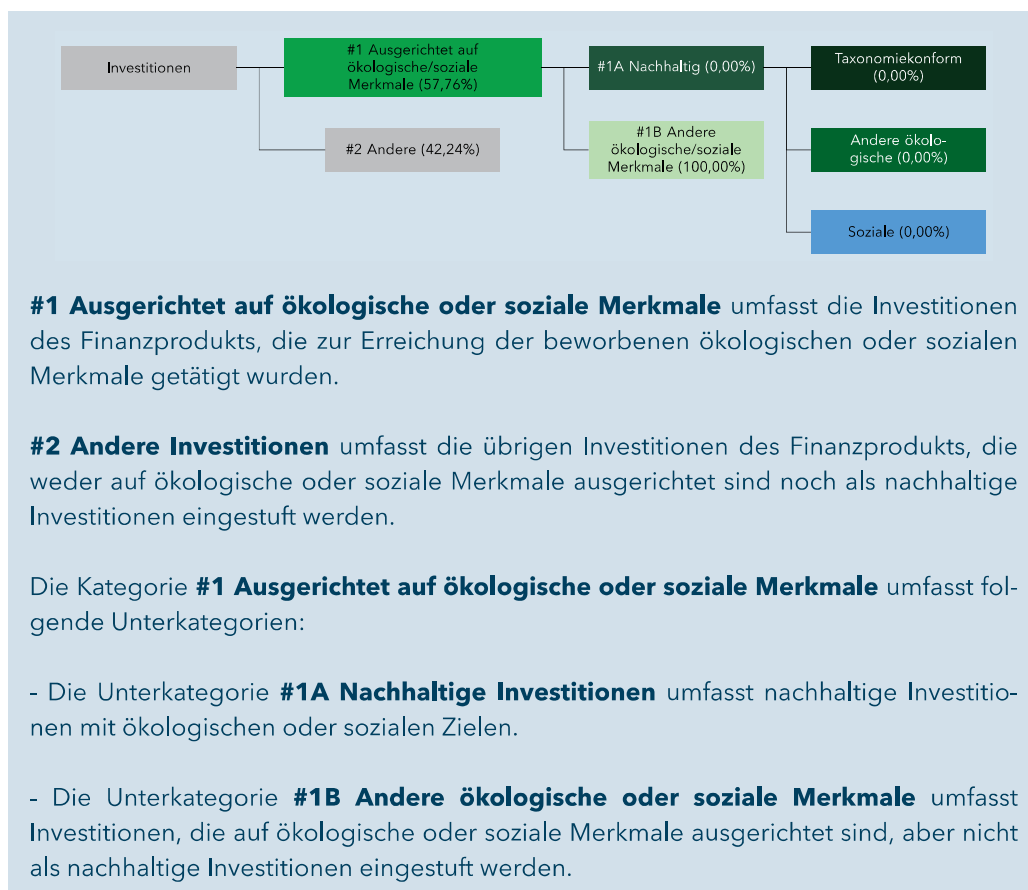 Investitionen
#1 Ausgerichtet auf
ökologische/soziale
Merkmale (57,76%)
#1A Nachhaltig (0,00%)
Taxonomiekonform
(0,00%)
#2 Andere (42,24%)
#1B Andere
ökologische/soziale
Merkmale (100,00%)
Andere ökolo-
gische (0,00%)
Soziale (0,00%)
#1 Ausgerichtet auf ökologische oder soziale Merkmale umfasst die Investitionen
des Finanzprodukts, die zur Erreichung der beworbenen ökologischen oder sozialen
Merkmale getätigt wurden.
#2 Andere Investitionen umfasst die übrigen Investitionen des Finanzprodukts, die
weder auf ökologische oder soziale Merkmale ausgerichtet sind noch als nachhaltige
Investitionen eingestuft werden.
Die Kategorie #1 Ausgerichtet auf ökologische oder soziale Merkmale umfasst fol-
gende Unterkategorien:
- Die Unterkategorie #1A Nachhaltige Investitionen umfasst nachhaltige Investitio-
nen mit ökologischen oder sozialen Zielen.
- Die Unterkategorie #1B Andere ökologische oder soziale Merkmale umfasst
Investitionen, die auf ökologische oder soziale Merkmale ausgerichtet sind, aber nicht
als nachhaltige Investitionen eingestuft werden.